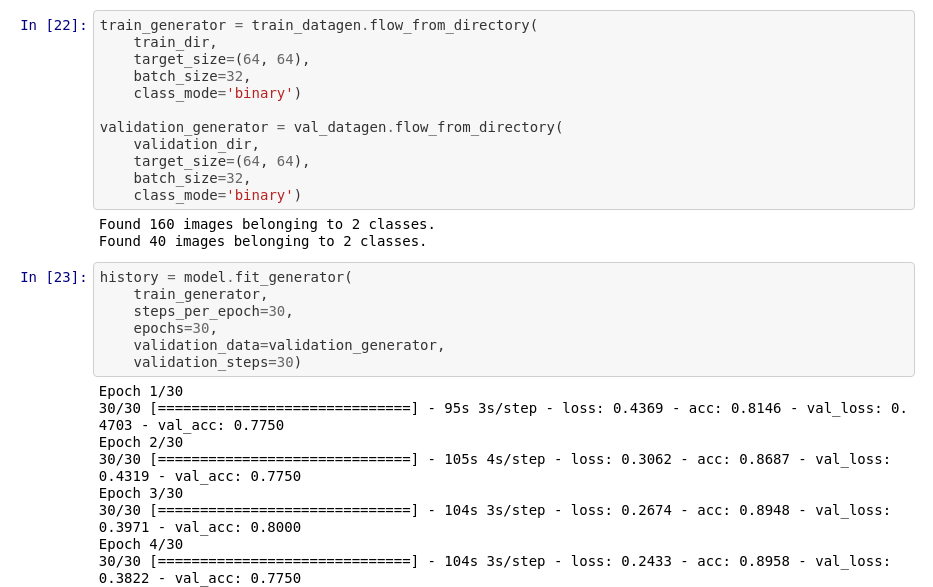 In [22]: train_generator = train_datagen.flow_from_directory(
    train_dir,
    target_size=(64, 64),
    batch_size=32,
    class_mode='binary')

validation_generator = val_datagen.flow_from_directory(
    validation_dir,
    target_size=(64, 64),
    batch_size=32,
    class_mode='binary')
Found 160 images belonging to 2 classes.
Found 40 images belonging to 2 classes.
In [23]: history = model.fit_generator(
    train_generator,
    steps_per_epoch=30,
    epochs=30,
    validation_data=validation_generator,
    validation_steps=30)
Epoch 1/30
30/30 [==============================] - 95s 3s/step - loss: 0.4369 - acc: 0.8146 - val_loss: 0.
4703 - val_acc: 0.7750
Epoch 2/30
30/30 [==============================] - 105s 4s/step - loss: 0.3062 - acc: 0.8687 - val_loss:
0.4319 - val_acc: 0.7750
Epoch 3/30
30/30 [==============================] - 104s 3s/step - loss: 0.2674 - acc: 0.8948 - val_loss:
0.3971 - val_acc: 0.8000
Epoch 4/30
30/30 [==============================] - 104s 3s/step - loss: 0.2433 - acc: 0.8958 - val_loss:
0.3822 - val_acc: 0.7750